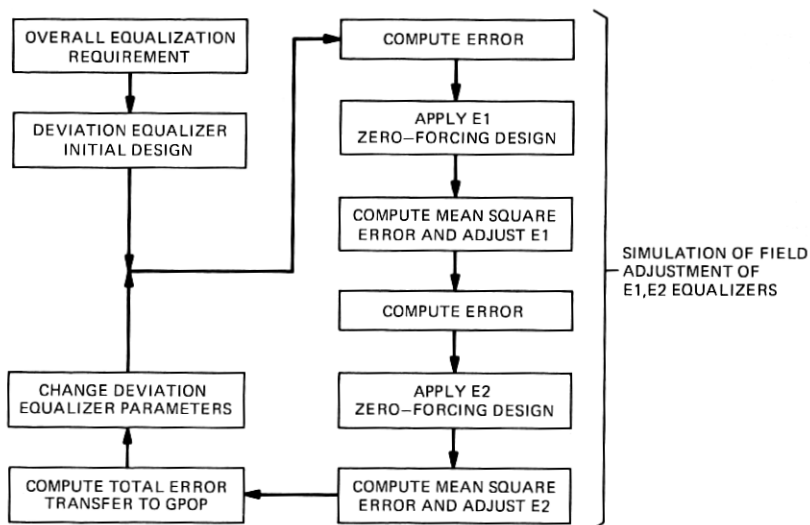 OVERALL EQUALIZATION
REQUIREMENT
DEVIATION EQUALIZER
INITIAL DESIGN
COMPUTE ERROR
APPLY E1
ZERO–FORCING DESIGN
COMPUTE MEAN SQUARE
ERROR AND ADJUST E1
COMPUTE ERROR
APPLY E2
ZERO–FORCING DESIGN
COMPUTE MEAN SQUARE
ERROR AND ADJUST E2
COMPUTE TOTAL ERROR
TRANSFER TO GPOP
CHANGE DEVIATION
EQUALIZER PARAMETERS
SIMULATION OF FIELD
ADJUSTMENT OF
E1,E2 EQUALIZERS